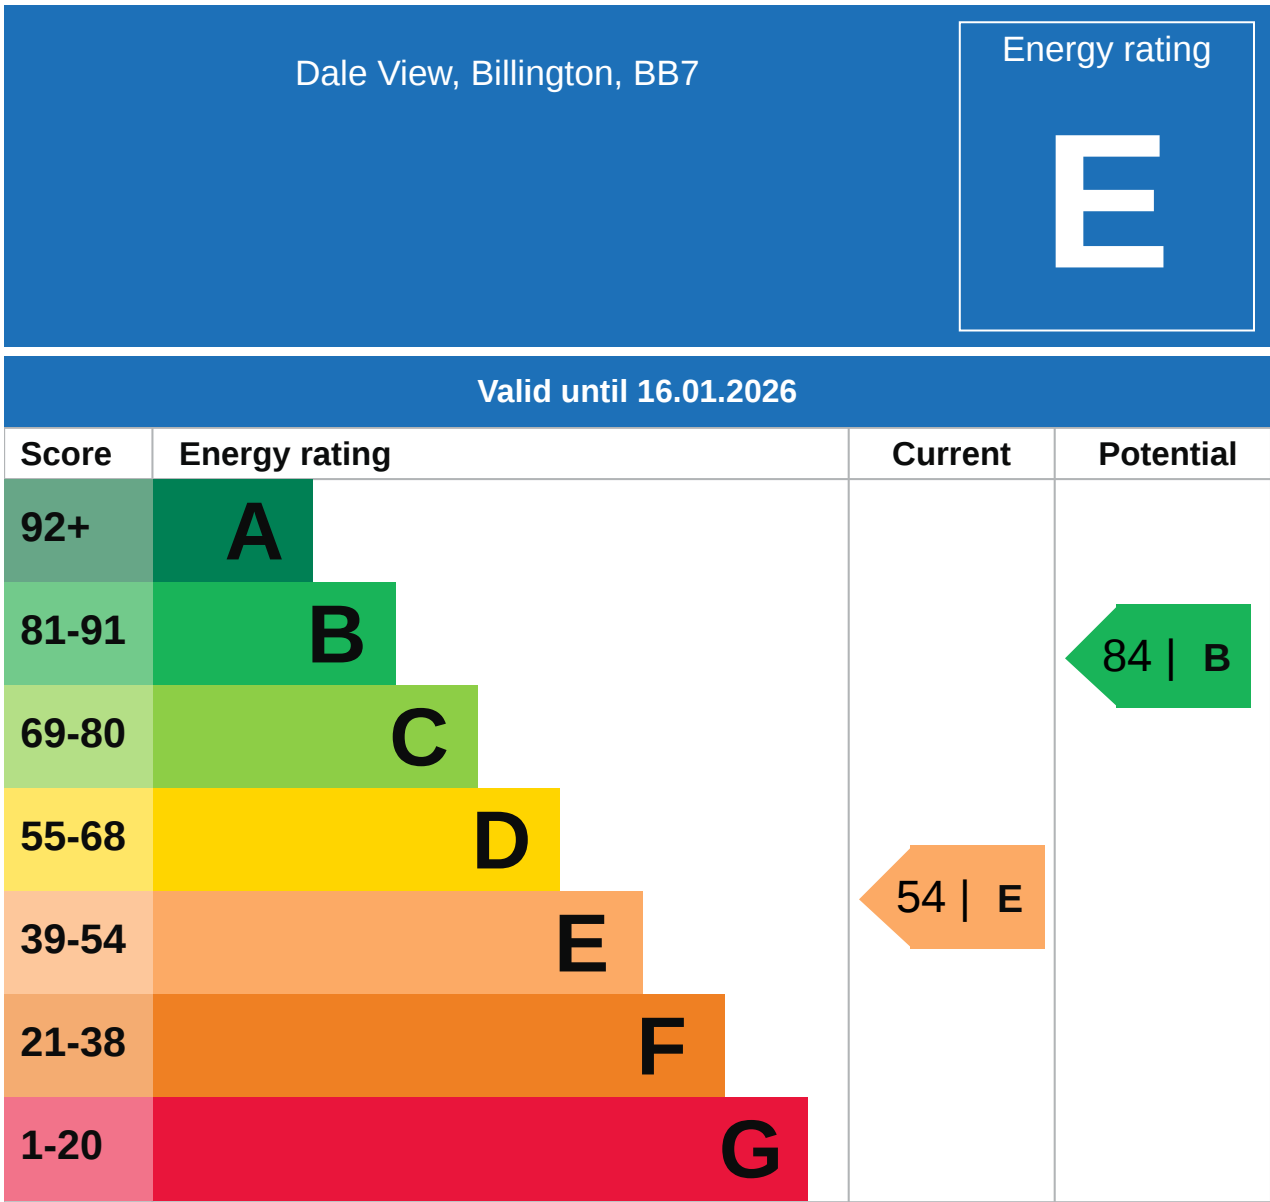 Dale View, Billington, BB7
Energy rating
E
Valid until 16.01.2026
Score Energy rating Current Potential
92+ A
81-91 B
84 | B
69-80 C
55-68 D
54 | E
39-54 E
21-38 F
1-20 G